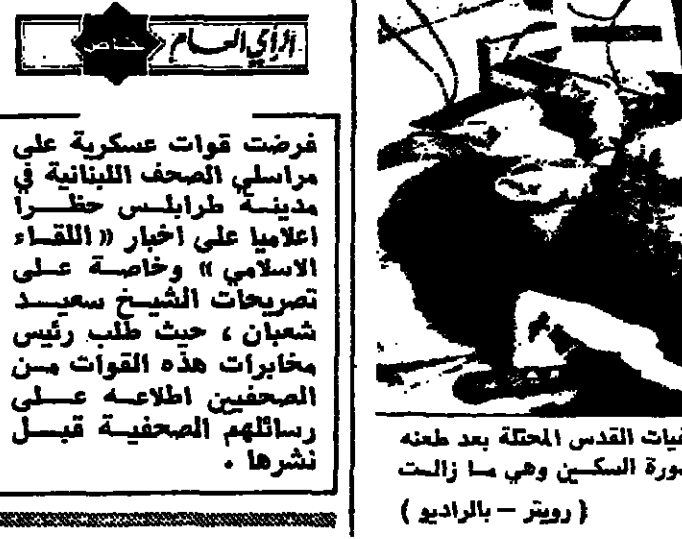 الرأي العام خاص
فرضت قوات عسكرية على
مراسلي الصحف اللبنانية في
مدينة طرابلس حظرا
اعلاميا على اخبار «اللقاء
الاسلامي» وخاصة على
تصريحات الشيخ سعيد
شعبان ، حيث طلب رئيس
مخابرات هذه القوات من
الصحفيين اطلاعه على
رسائلهم الصحفية قبل
نشرها .
القدس المحتلة بعد طعنه
السكين وهي ما زالت
( رويتر — بالراديو )